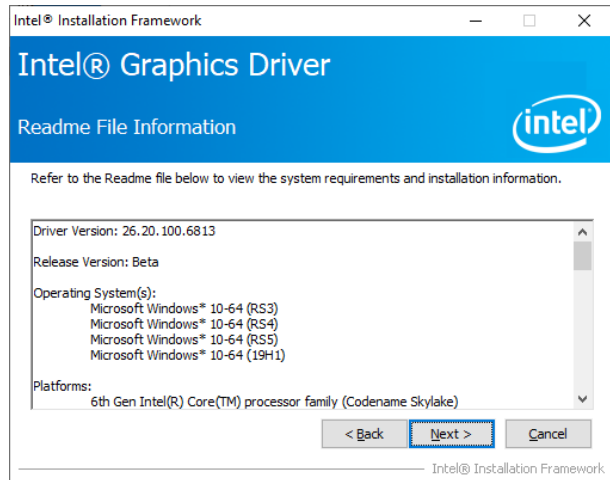 Intel® Installation Framework
Intel® Graphics Driver
Readme File Information
intel
Refer to the Readme file below to view the system requirements and installation information.
Driver Version: 26.20.100.6813
Release Version: Beta
Operating System(s):
Microsoft Windows* 10-64 (RS3)
Microsoft Windows* 10-64 (RS4)
Microsoft Windows* 10-64 (RS5)
Microsoft Windows* 10-64 (19H1)
Platforms:
6th Gen Intel(R) Core(TM) processor family (Codename Skylake)
< Back Next > Cancel
Intel® Installation Framework